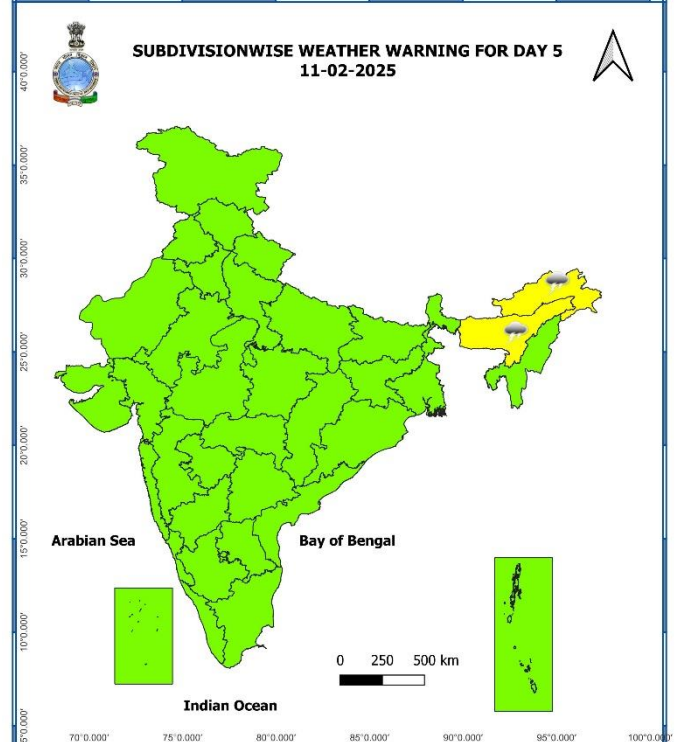 SUBDIVISIONWISE WEATHER WARNING FOR DAY 5
11-02-2025
40°0.000'
35°0.000'
30°0.000'
25°0.000'
20°0.000'
15°0.000'
10°0.000'
5°0.000'
Arabian Sea
Bay of Bengal
0 250 500 km
Indian Ocean
70°0.000' 75°0.000' 80°0.000' 85°0.000' 90°0.000' 95°0.000' 100°0.000'